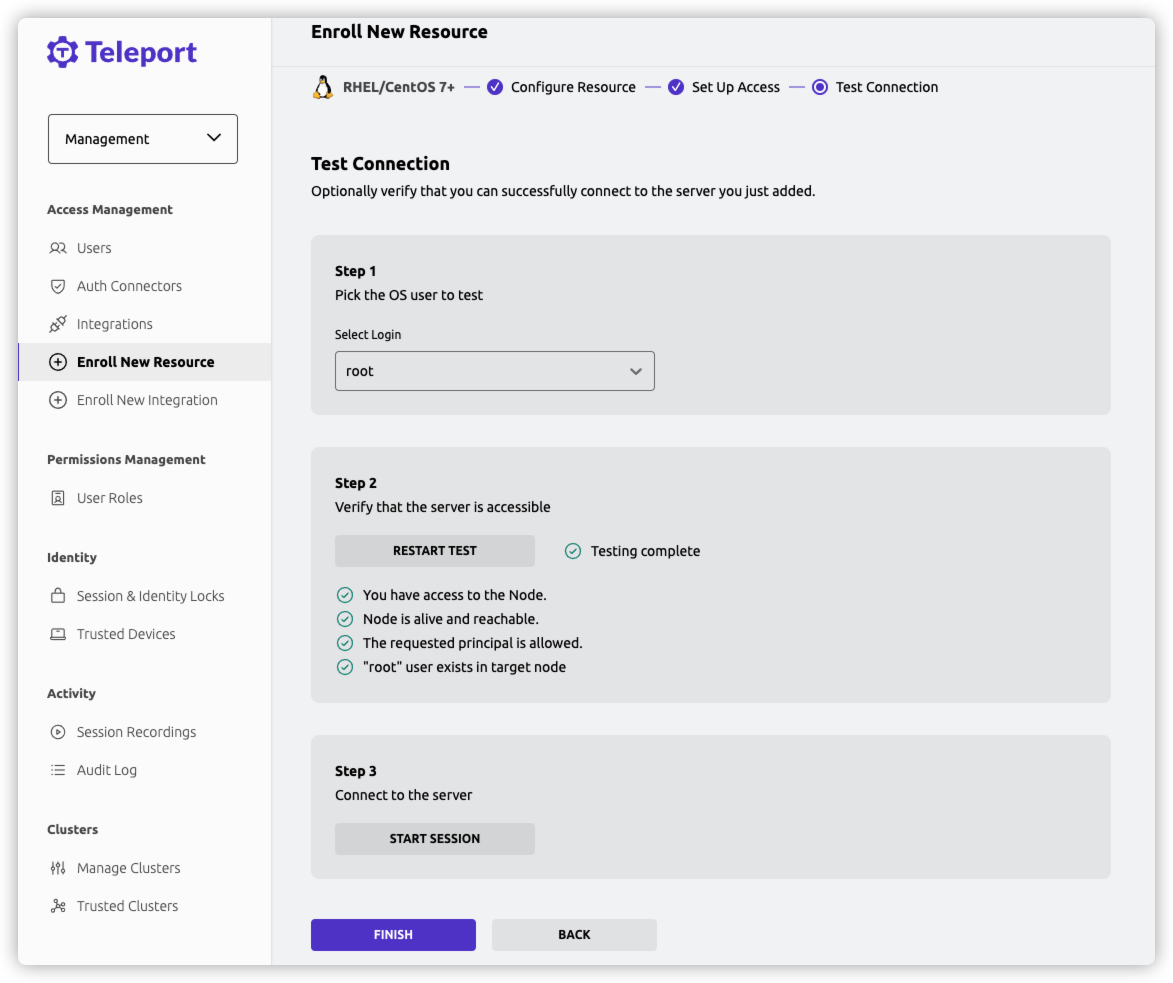 Teleport
Management
Access Management
Users
Auth Connectors
Integrations
Enroll New Resource
Enroll New Integration
Permissions Management
User Roles
Identity
Session & Identity Locks
Trusted Devices
Activity
Session Recordings
Audit Log
Clusters
Manage Clusters
Trusted Clusters
Enroll New Resource
RHEL/CentOS 7+ Configure Resource Set Up Access Test Connection
Test Connection
Optionally verify that you can successfully connect to the server you just added.
Step 1
Pick the OS user to test
Select Login
root
Step 2
Verify that the server is accessible
RESTART TEST Testing complete
You have access to the Node.
Node is alive and reachable.
The requested principal is allowed.
"root" user exists in target node
Step 3
Connect to the server
START SESSION
FINISH BACK